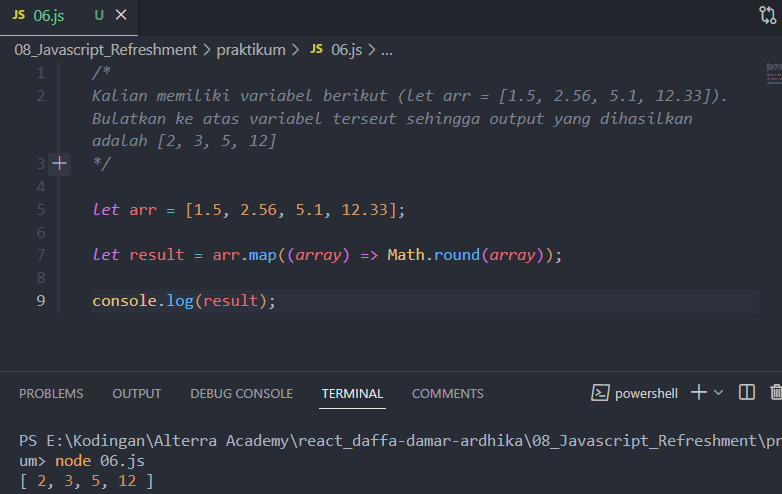 JS 06.js U
08_Javascript_Refreshment > praktikum > JS 06.js > ...
1 /*
2 Kalian memiliki variabel berikut (let arr = [1.5, 2.56, 5.1, 12.33]).
Bulatkan ke atas variabel terseut sehingga output yang dihasilkan
adalah [2, 3, 5, 12]
3 */
4
5 let arr = [1.5, 2.56, 5.1, 12.33];
6
7 let result = arr.map((array) => Math.round(array));
8
9 console.log(result);
PROBLEMS OUTPUT DEBUG CONSOLE TERMINAL COMMENTS powershell
PS E:\Kodingan\Alterra Academy\react_daffa-damar-ardhika\08_Javascript_Refreshment\pr
um> node 06.js
[ 2, 3, 5, 12 ]